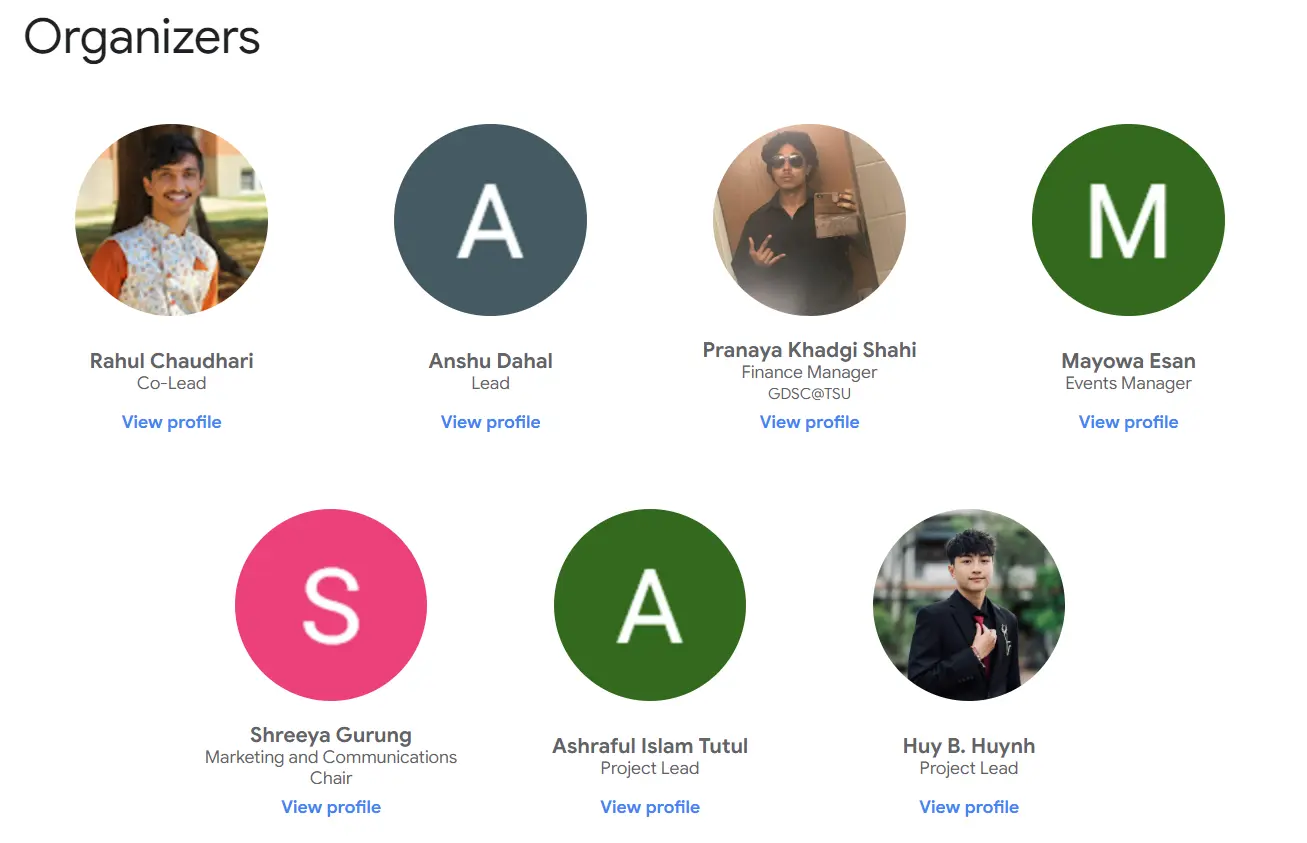 Organizers
A
M
Rahul Chaudhari
Co-Lead
View profile
Anshu Dahal
Lead
View profile
Pranaya Khadgi Shahi
Finance Manager
GDSC@TSU
View profile
Mayowa Esan
Events Manager
View profile
S
A
Shreeya Gurung
Marketing and Communications
Chair
View profile
Ashraful Islam Tutul
Project Lead
View profile
Huy B. Huynh
Project Lead
View profile